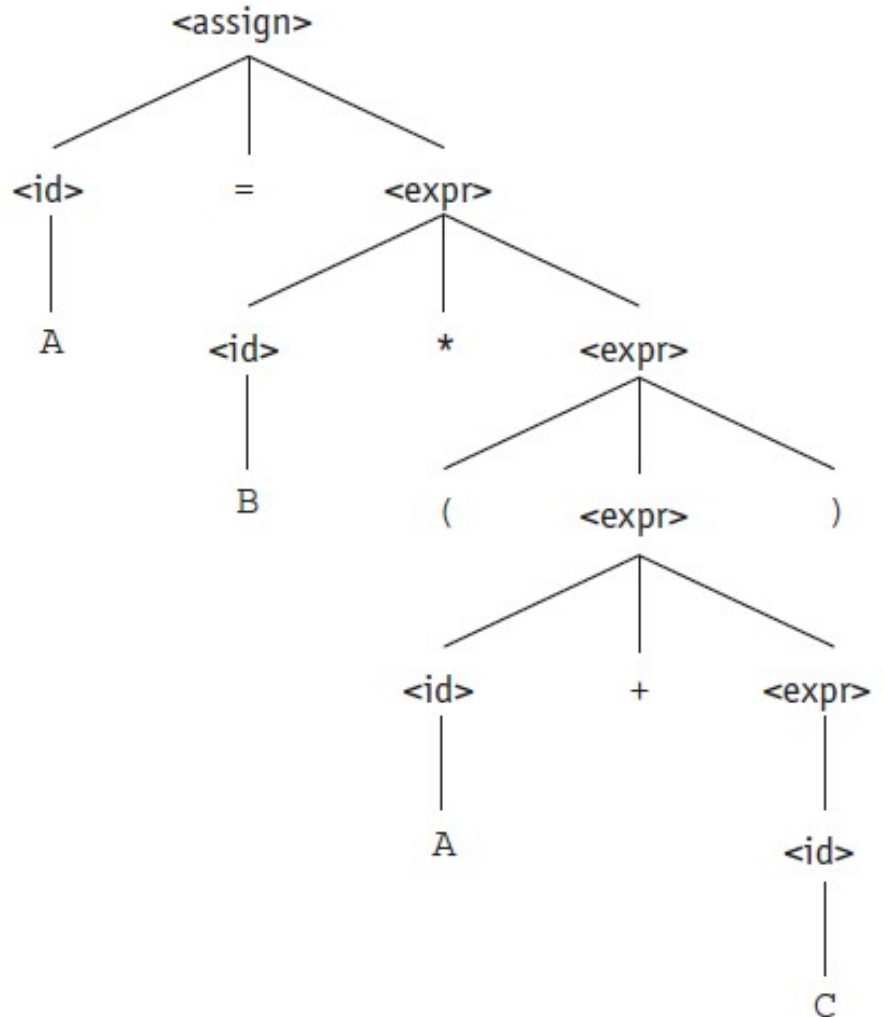 <assign>
<id> = <expr>
A <id> * <expr>
B ( <expr> )
<id> + <expr>
A <id>
C